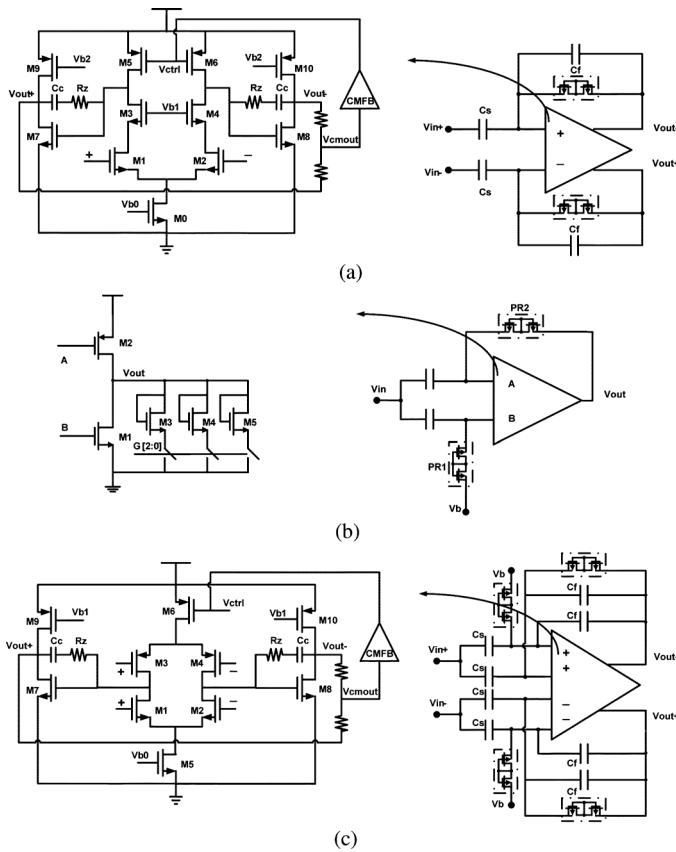 M9
Vb2
M5
Vctrl
M6
Vb2
M10
CMFB
Vout+
Cc
Rz
Rz
Cc
Vout-
M7
M3
Vb1
M4
M8
Vcmout
+
M1
M2
−
Vb0
M0
Cf
Vin+
Cs
+
Vout-
Vin-
Cs
−
Vout+
Cf
(a)
A
M2
Vout
B
M1
M3
M4
M5
G [2:0]
PR2
Vin
A
B
Vout
PR1
Vb
(b)
M9
Vb1
M6
Vctrl
Vb1
M10
CMFB
Vout+
Cc
Rz
Rz
Cc
Vout-
M7
M3
M4
M8
Vcmout
+
−
+
M1
M2
−
Vb0
M5
Vb
Cf
Cf
Vin+
Cs
Cs
+
+
Vout-
Vin-
Cs
Cs
−
−
Vout+
Cf
Cf
Vb
(c)